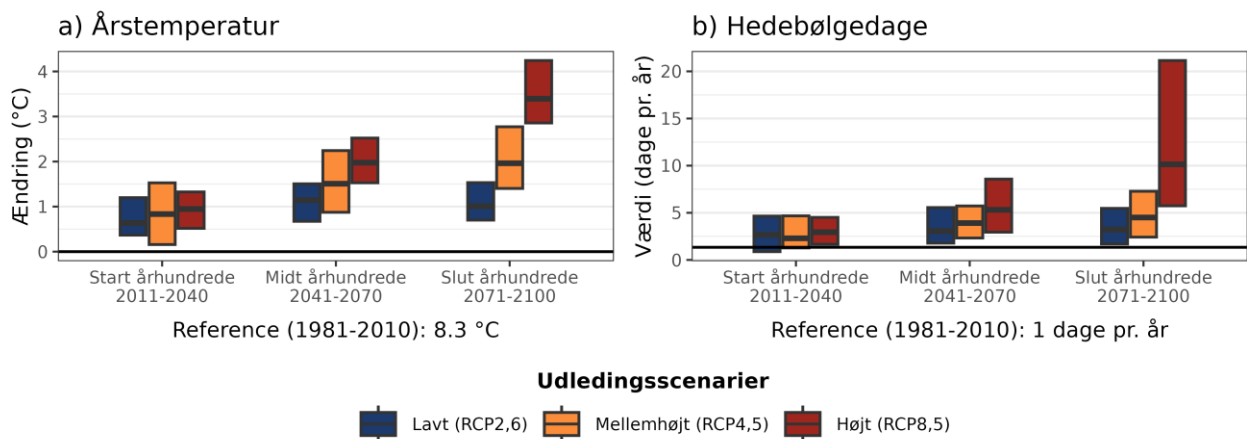 a) Årstemperatur
Ændring (°C)
4
3
2
1
0
Start århundrede
2011-2040
Midt århundrede
2041-2070
Slut århundrede
2071-2100
Reference (1981-2010): 8.3 °C
b) Hedebølgedage
Værdi (dage pr. år)
20
15
10
5
0
Start århundrede
2011-2040
Midt århundrede
2041-2070
Slut århundrede
2071-2100
Reference (1981-2010): 1 dage pr. år
Udledingsscenarier
Lavt (RCP2,6)
Mellemhøjt (RCP4,5)
Højt (RCP8,5)